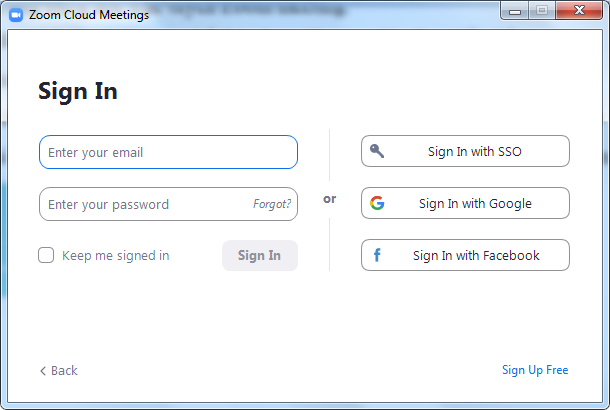 Zoom Cloud Meetings
Sign In
Enter your email
Enter your password
Forgot?
Keep me signed in
Sign In
or
Sign In with SSO
Sign In with Google
Sign In with Facebook
Back
Sign Up Free